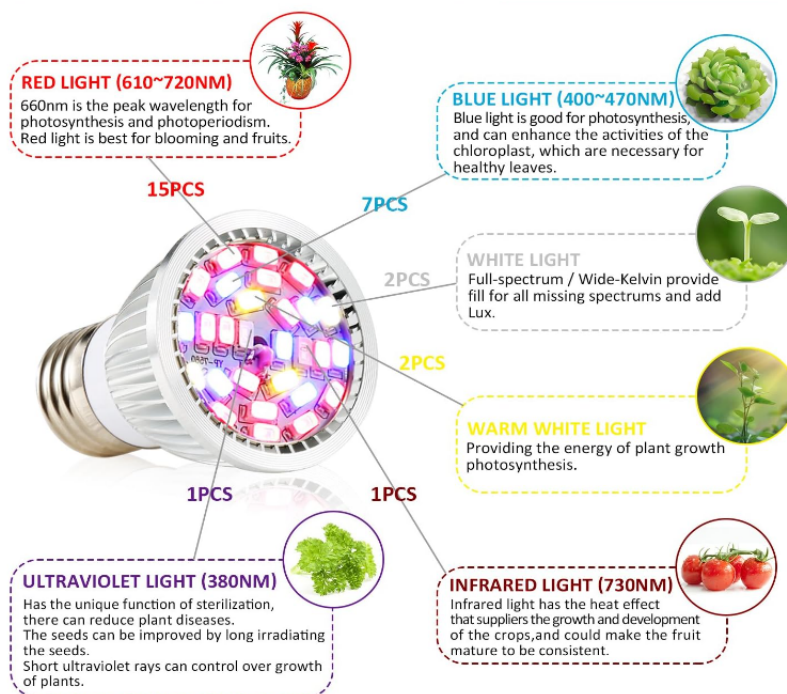 RED LIGHT (610~720NM)
660nm is the peak wavelength for
photosynthesis and photoperiodism.
Red light is best for blooming and fruits.
15PCS
BLUE LIGHT (400~470NM)
Blue light is good for photosynthesis,
and can enhance the activities of the
chloroplast, which are necessary for
healthy leaves.
7PCS
WHITE LIGHT
Full-spectrum / Wide-Kelvin provide
fill for all missing spectrums and add
Lux.
2PCS
WARM WHITE LIGHT
Providing the energy of plant growth
photosynthesis.
2PCS
ULTRAVIOLET LIGHT (380NM)
Has the unique function of sterilization,
there can reduce plant diseases.
The seeds can be improved by long irradiating
the seeds.
Short ultraviolet rays can control over growth
of plants.
1PCS
INFRARED LIGHT (730NM)
Infrared light has the heat effect
that suppliers the growth and development
of the crops,and could make the fruit
mature to be consistent.
1PCS